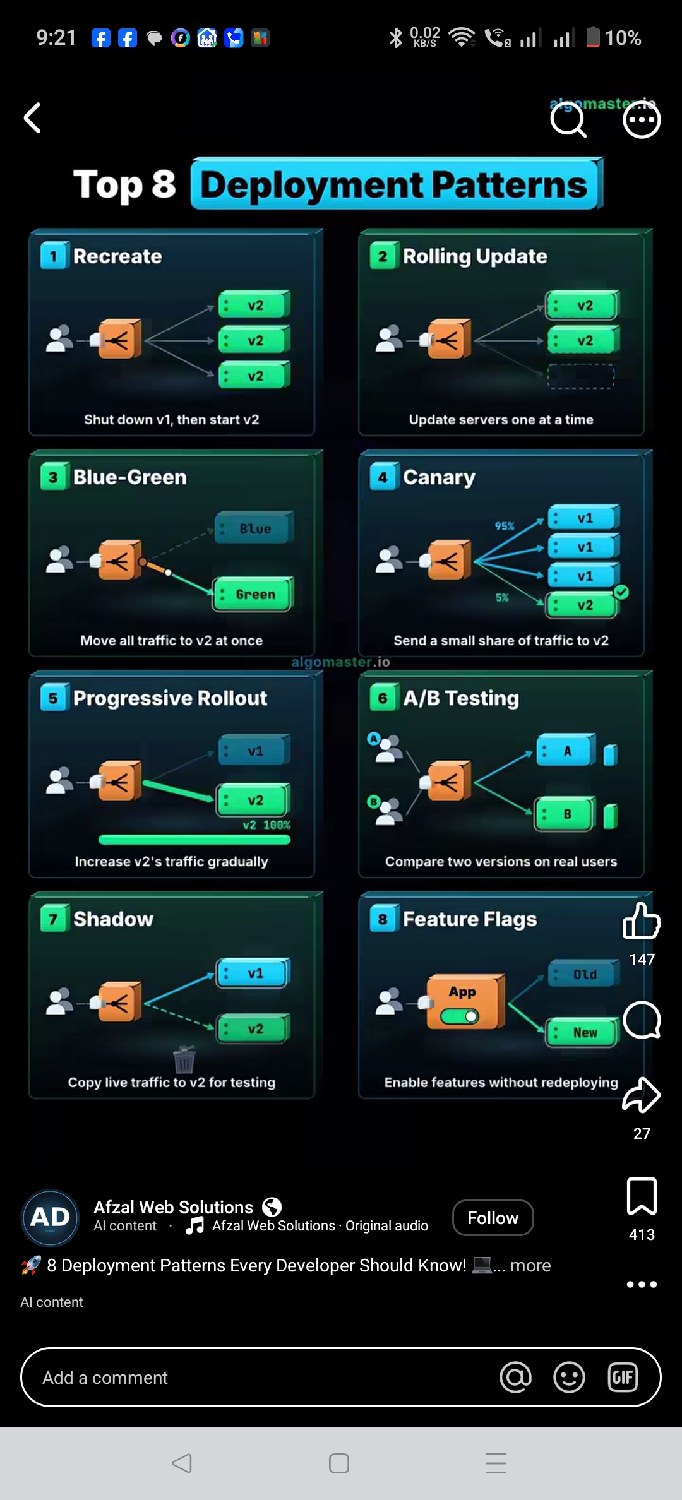 9:21
0.02
KB/S
10%
algomaster.io
Top 8 Deployment Patterns
1 Recreate
v2
v2
v2
Shut down v1, then start v2
2 Rolling Update
v2
v2
Update servers one at a time
3 Blue-Green
Blue
Green
Move all traffic to v2 at once
4 Canary
95%
v1
v1
v1
5%
v2
Send a small share of traffic to v2
algomaster.io
5 Progressive Rollout
v1
v2
v2 100%
Increase v2's traffic gradually
6 A/B Testing
A
A
B
B
Compare two versions on real users
7 Shadow
v1
v2
Copy live traffic to v2 for testing
8 Feature Flags
App
Old
New
Enable features without redeploying
147
27
413
AD
Afzal Web Solutions
AI content · Afzal Web Solutions · Original audio
Follow
🚀 8 Deployment Patterns Every Developer Should Know! 💻... more
AI content
Add a comment
GIF